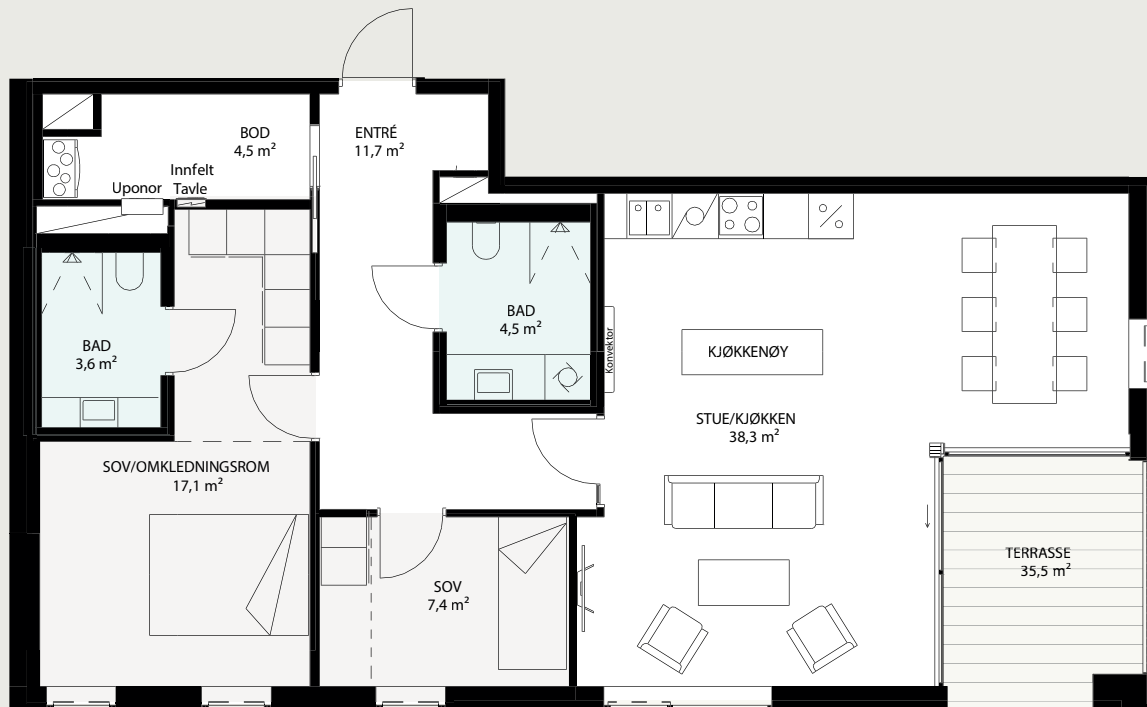 BOD
4,5 m²
ENTRÉ
11,7 m²
Innfelt
Tavle
Uponor
BAD
3,6 m²
BAD
4,5 m²
Konvektor
KJØKKENØY
STUE/KJØKKEN
38,3 m²
SOV/OMKLEDNINGSROM
17,1 m²
SOV
7,4 m²
TERRASSE
35,5 m²